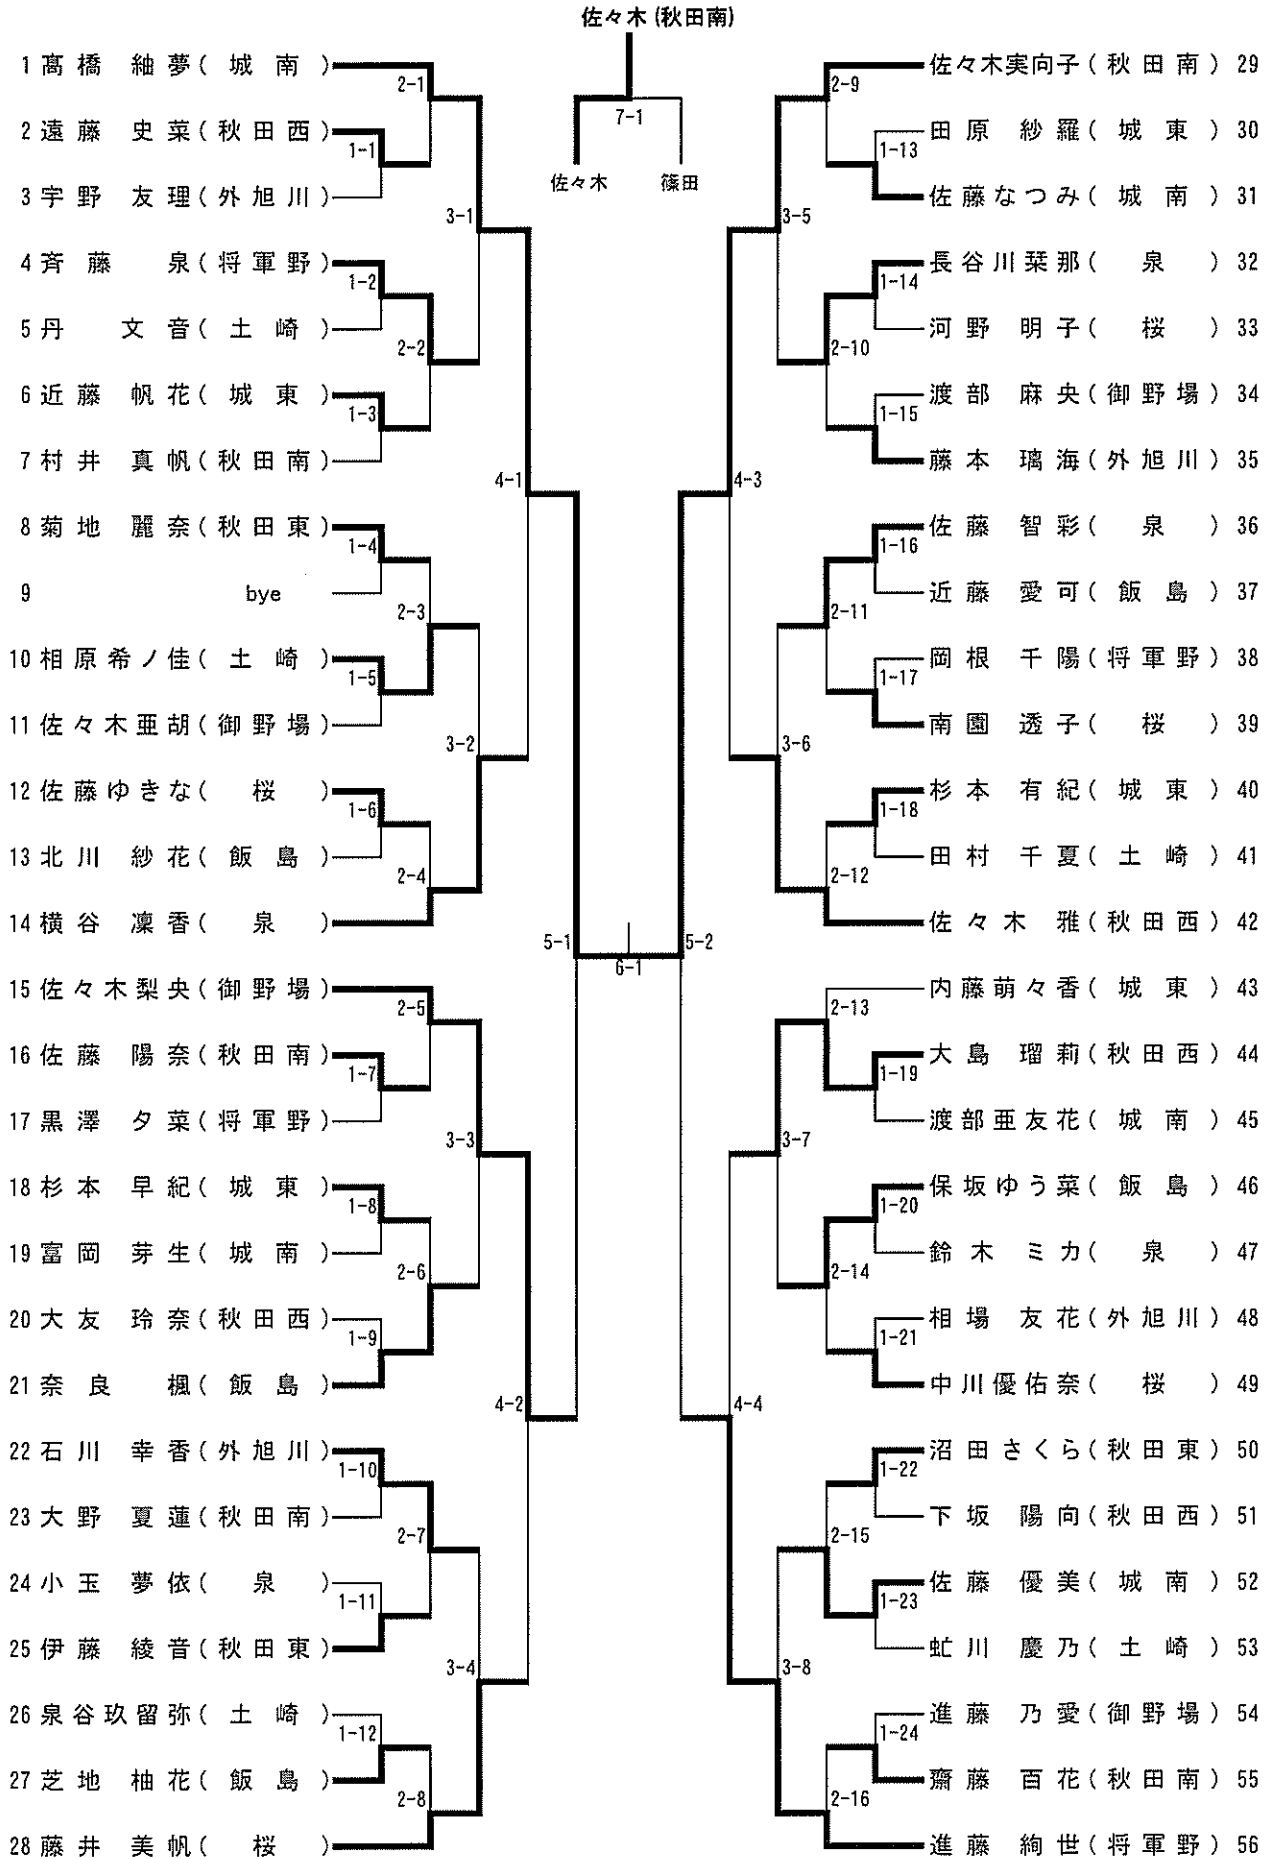 佐々木(秋田南)
7-1
佐々木 篠田
1 髙橋 紬夢(城南)
2 遠藤 史菜(秋田西)
3 宇野 友理(外旭川)
4 斉藤 泉(将軍野)
5 丹 文音(土崎)
6 近藤 帆花(城東)
7 村井 真帆(秋田南)
8 菊地 麗奈(秋田東)
9 bye
10 相原希ノ佳(土崎)
11 佐々木亜胡(御野場)
12 佐藤ゆきな(桜)
13 北川 紗花(飯島)
14 横谷 凜香(泉)
15 佐々木梨央(御野場)
16 佐藤 陽奈(秋田南)
17 黒澤 夕菜(将軍野)
18 杉本 早紀(城東)
19 富岡 芽生(城南)
20 大友 玲奈(秋田西)
21 奈良 楓(飯島)
22 石川 幸香(外旭川)
23 大野 夏蓮(秋田南)
24 小玉 夢依(泉)
25 伊藤 綾音(秋田東)
26 泉谷玖留弥(土崎)
27 芝地 柚花(飯島)
28 藤井 美帆(桜)
2-1
1-1
3-1
1-2
2-2
1-3
4-1
1-4
2-3
1-5
3-2
1-6
2-4
5-1
2-5
1-7
3-3
1-8
2-6
1-9
4-2
1-10
2-7
1-11
3-4
1-12
2-8
6-1
佐々木実向子(秋田南) 29
田原 紗羅(城東) 30
佐藤なつみ(城南) 31
長谷川栞那(泉) 32
河野 明子(桜) 33
渡部 麻央(御野場) 34
藤本 璃海(外旭川) 35
佐藤 智彩(泉) 36
近藤 愛可(飯島) 37
岡根 千陽(将軍野) 38
南園 透子(桜) 39
杉本 有紀(城東) 40
田村 千夏(土崎) 41
佐々木 雅(秋田西) 42
内藤萌々香(城東) 43
大島 瑠莉(秋田西) 44
渡部亜友花(城南) 45
保坂ゆう菜(飯島) 46
鈴木 ミカ(泉) 47
相場 友花(外旭川) 48
中川優佑奈(桜) 49
沼田さくら(秋田東) 50
下坂 陽向(秋田西) 51
佐藤 優美(城南) 52
虻川 慶乃(土崎) 53
進藤 乃愛(御野場) 54
齋藤 百花(秋田南) 55
進藤 絢世(将軍野) 56
2-9
1-13
3-5
1-14
2-10
1-15
4-3
1-16
2-11
1-17
3-6
1-18
2-12
5-2
2-13
1-19
3-7
1-20
2-14
1-21
4-4
1-22
2-15
1-23
3-8
1-24
2-16